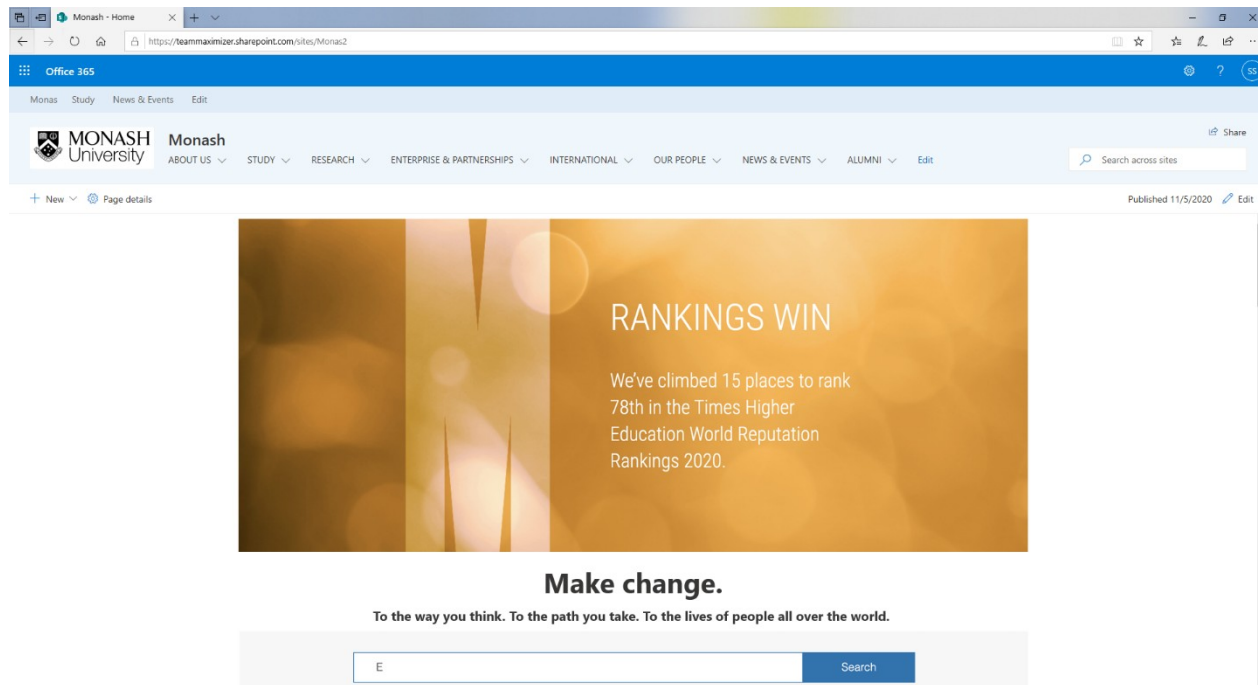 Monash - Home
https://teammaximizer.sharepoint.com/sites/Monas2
Office 365
? SS
Monas Study News & Events Edit
MONASH University
Monash
Share
ABOUT US STUDY RESEARCH ENTERPRISE & PARTNERSHIPS INTERNATIONAL OUR PEOPLE NEWS & EVENTS ALUMNI Edit
Search across sites
+ New Page details
Published 11/5/2020 Edit
RANKINGS WIN
We've climbed 15 places to rank
78th in the Times Higher
Education World Reputation
Rankings 2020.
Make change.
To the way you think. To the path you take. To the lives of people all over the world.
E Search